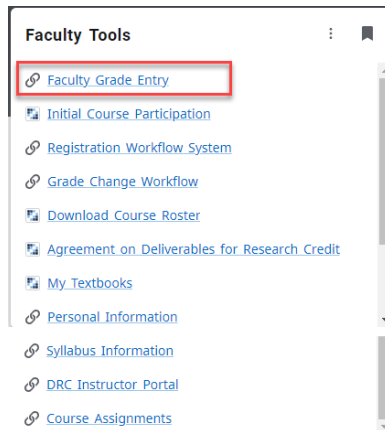 Faculty Tools
Faculty Grade Entry
Initial Course Participation
Registration Workflow System
Grade Change Workflow
Download Course Roster
Agreement on Deliverables for Research Credit
My Textbooks
Personal Information
Syllabus Information
DRC Instructor Portal
Course Assignments